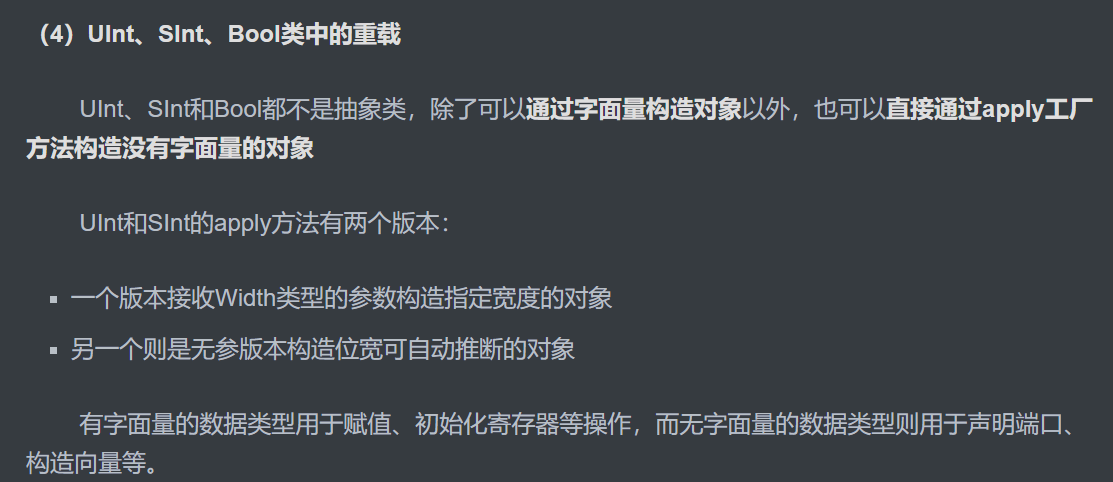 （4）UInt、SInt、Bool类中的重载
UInt、SInt和Bool都不是抽象类，除了可以通过字面量构造对象以外，也可以直接通过apply工厂
方法构造没有字面量的对象
UInt和SInt的apply方法有两个版本：
▪ 一个版本接收Width类型的参数构造指定宽度的对象
▪ 另一个则是无参版本构造位宽可自动推断的对象
有字面量的数据类型用于赋值、初始化寄存器等操作，而无字面量的数据类型则用于声明端口、
构造向量等。